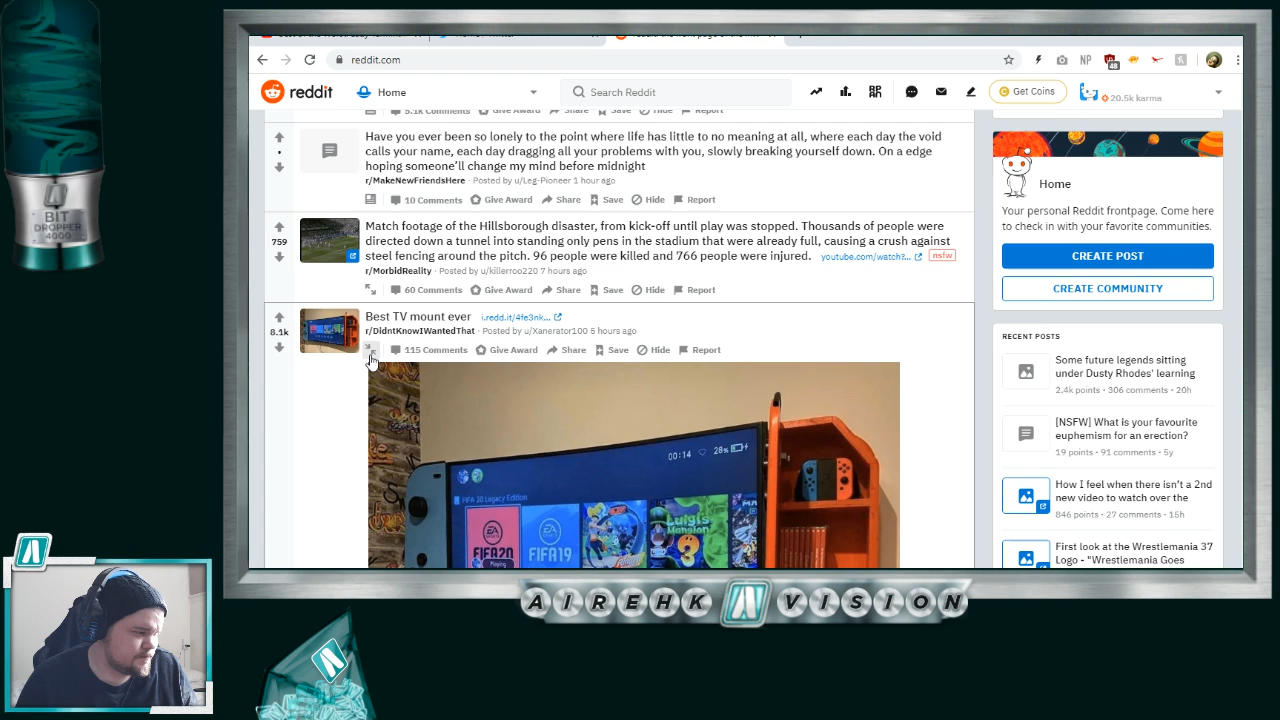 reddit.com
48
reddit
Home
Search Reddit
Get Coins
20.5k karma
5.1k Comments Give Award Share Save Hide Report
Have you ever been so lonely to the point where life has little to no meaning at all, where each day the void
calls your name, each day dragging all your problems with you, slowly breaking yourself down. On a edge
hoping someone'll change my mind before midnight
r/MakeNewFriendsHere · Posted by u/Leg-Pioneer 1 hour ago
10 Comments Give Award Share Save Hide Report
759
Match footage of the Hillsborough disaster, from kick-off until play was stopped. Thousands of people were
directed down a tunnel into standing only pens in the stadium that were already full, causing a crush against
steel fencing around the pitch. 96 people were killed and 766 people were injured. youtube.com/watch?... nsfw
r/MorbidReality · Posted by u/killerroo220 7 hours ago
60 Comments Give Award Share Save Hide Report
8.1k
Best TV mount ever i.redd.it/4fe3nk...
r/DidntKnowIWantedThat · Posted by u/Xanerator100 5 hours ago
115 Comments Give Award Share Save Hide Report
00:14 28%
FIFA 20 Legacy Edition
EA SPORTS FIFA20
Playing
EA SPORTS FIFA19
LUIGI'S MANSION 3
Home
Your personal Reddit frontpage. Come here
to check in with your favorite communities.
CREATE POST
CREATE COMMUNITY
RECENT POSTS
Some future legends sitting
under Dusty Rhodes' learning
2.4k points · 306 comments · 20h
[NSFW] What is your favourite
euphemism for an erection?
19 points · 91 comments · 5y
How I feel when there isn't a 2nd
new video to watch over the
846 points · 27 comments · 15h
First look at the Wrestlemania 37
Logo - "Wrestlemania Goes
BIT
DROPPER
4000
AIREHK VISION